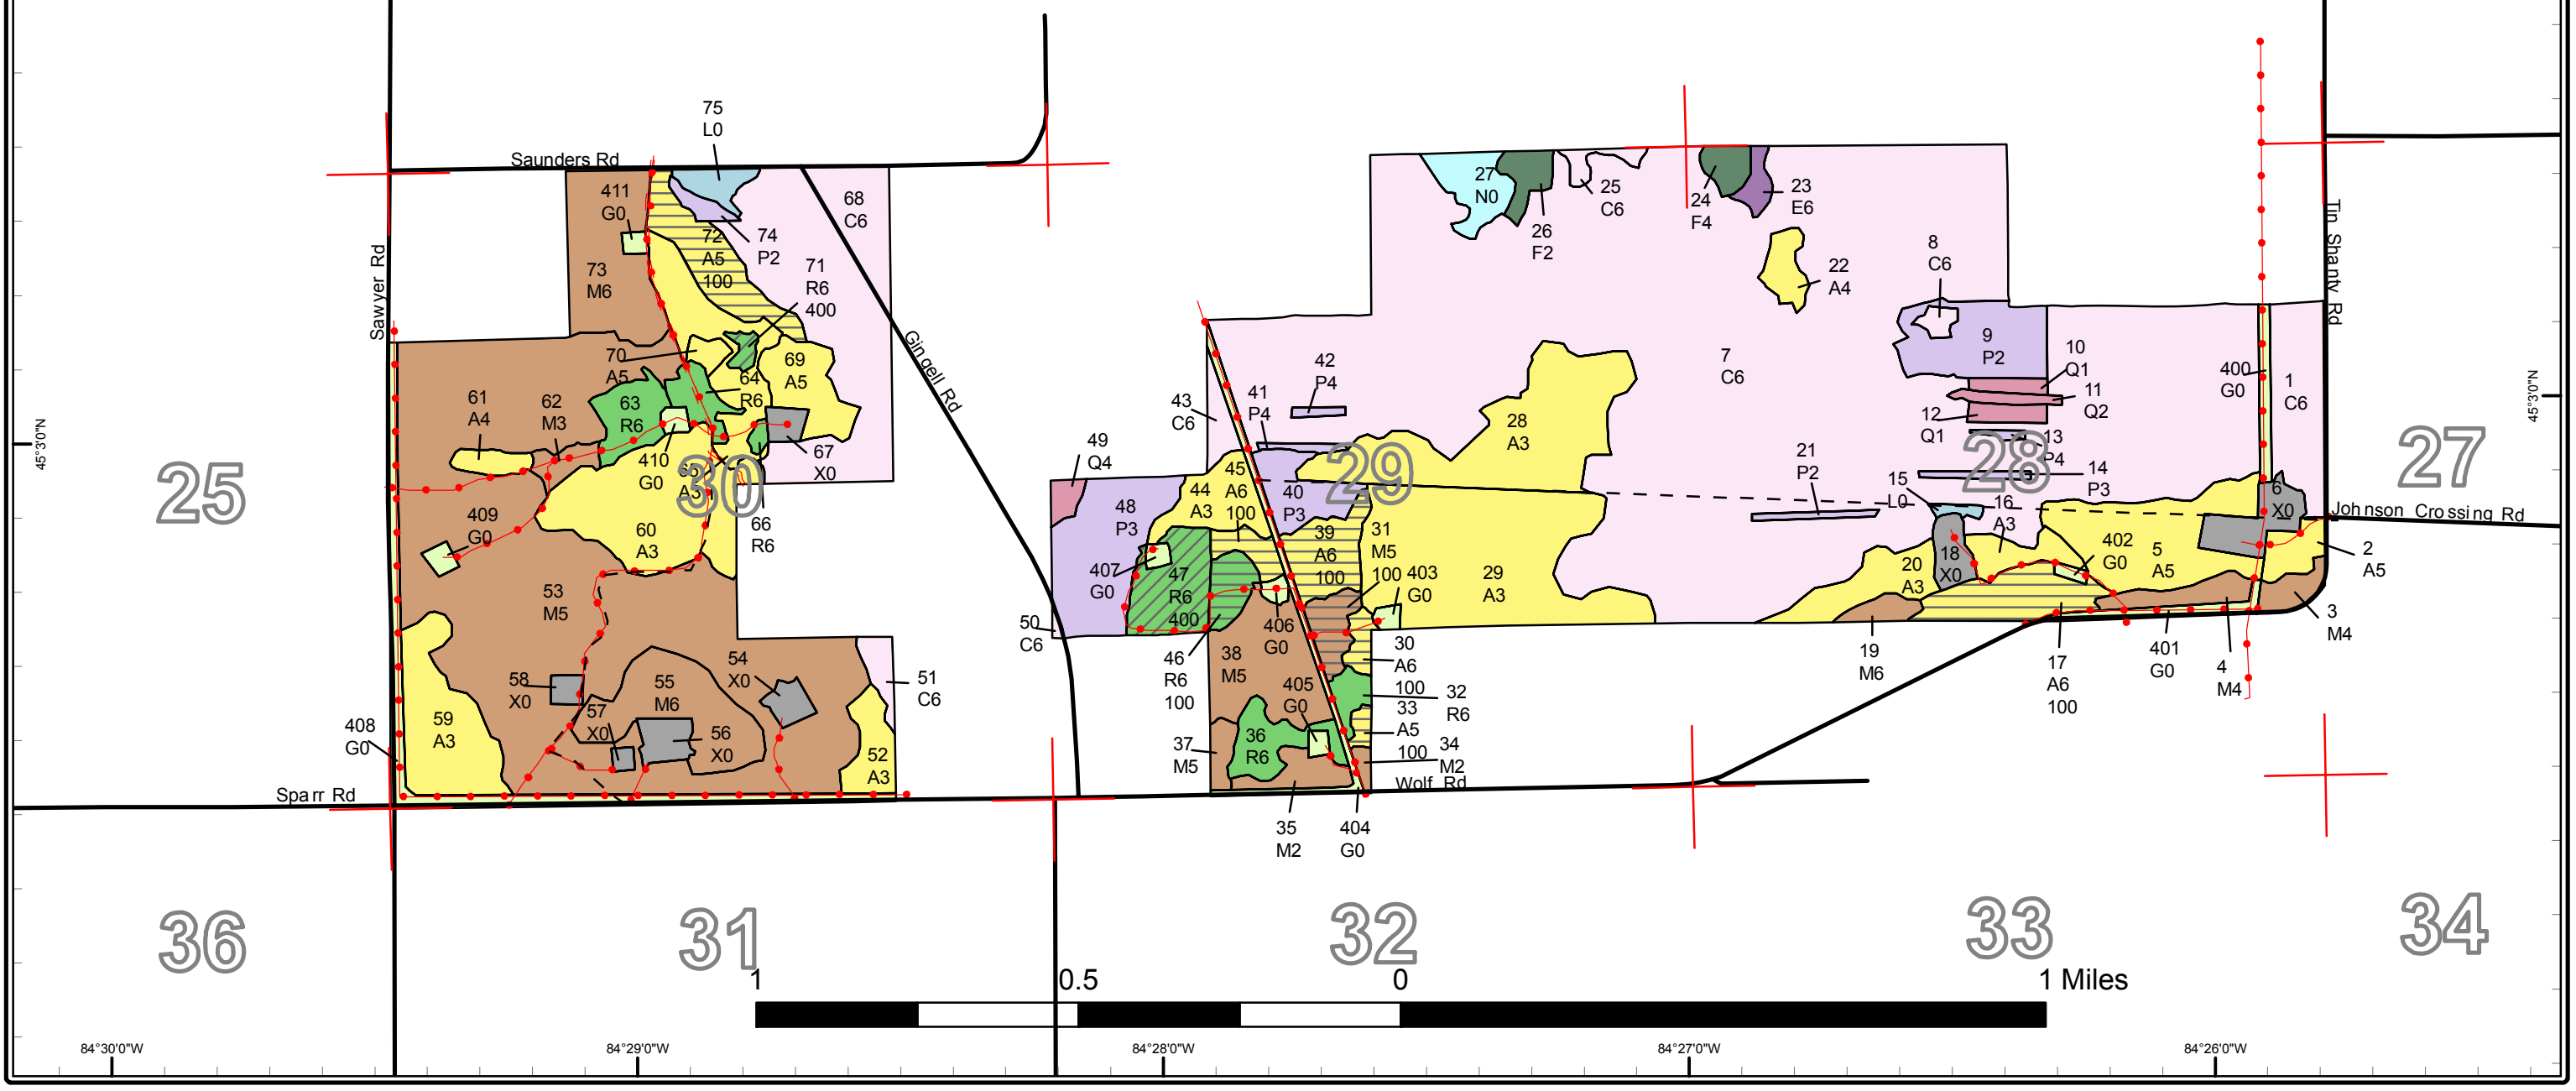 75
L0
Saunders Rd
411
G0
68
C6
74
P2
72
A5
100
71
R6
400
73
M6
Sawyer Rd
Gingell Rd
70
A5
69
A5
64
R6
63
R6
61
A4
62
M3
67
X0
410
G0
65
A3
30
25
409
G0
60
A3
66
R6
53
M5
58
X0
57
X0
55
M6
54
X0
56
X0
51
C6
59
A3
52
A3
408
G0
Sparr Rd
27
N0
26
F2
25
C6
24
F4
23
E6
22
A4
8
C6
9
P2
10
Q1
11
Q2
12
Q1
13
P4
14
P3
28
7
C6
400
G0
1
C6
Tin Shanty Rd
27
42
P4
41
P4
43
C6
28
A3
29
49
Q4
48
P3
45
A6
100
44
A3
40
P3
39
A6
100
31
M5
100
403
G0
29
A3
21
P2
15
L0
16
A3
18
X0
20
A3
402
G0
5
A5
6
X0
Johnson Crossing Rd
2
A5
3
M4
4
M4
401
G0
17
A6
100
19
M6
407
G0
47
R6
400
50
C6
46
R6
100
406
G0
38
M5
405
G0
30
A6
100
32
R6
33
A5
100
34
M2
37
M5
36
R6
35
M2
404
G0
Wolf Rd
36
31
32
33
34
1
0.5
0
1 Miles
45°3'0"N
45°3'0"N
84°30'0"W
84°29'0"W
84°28'0"W
84°27'0"W
84°26'0"W